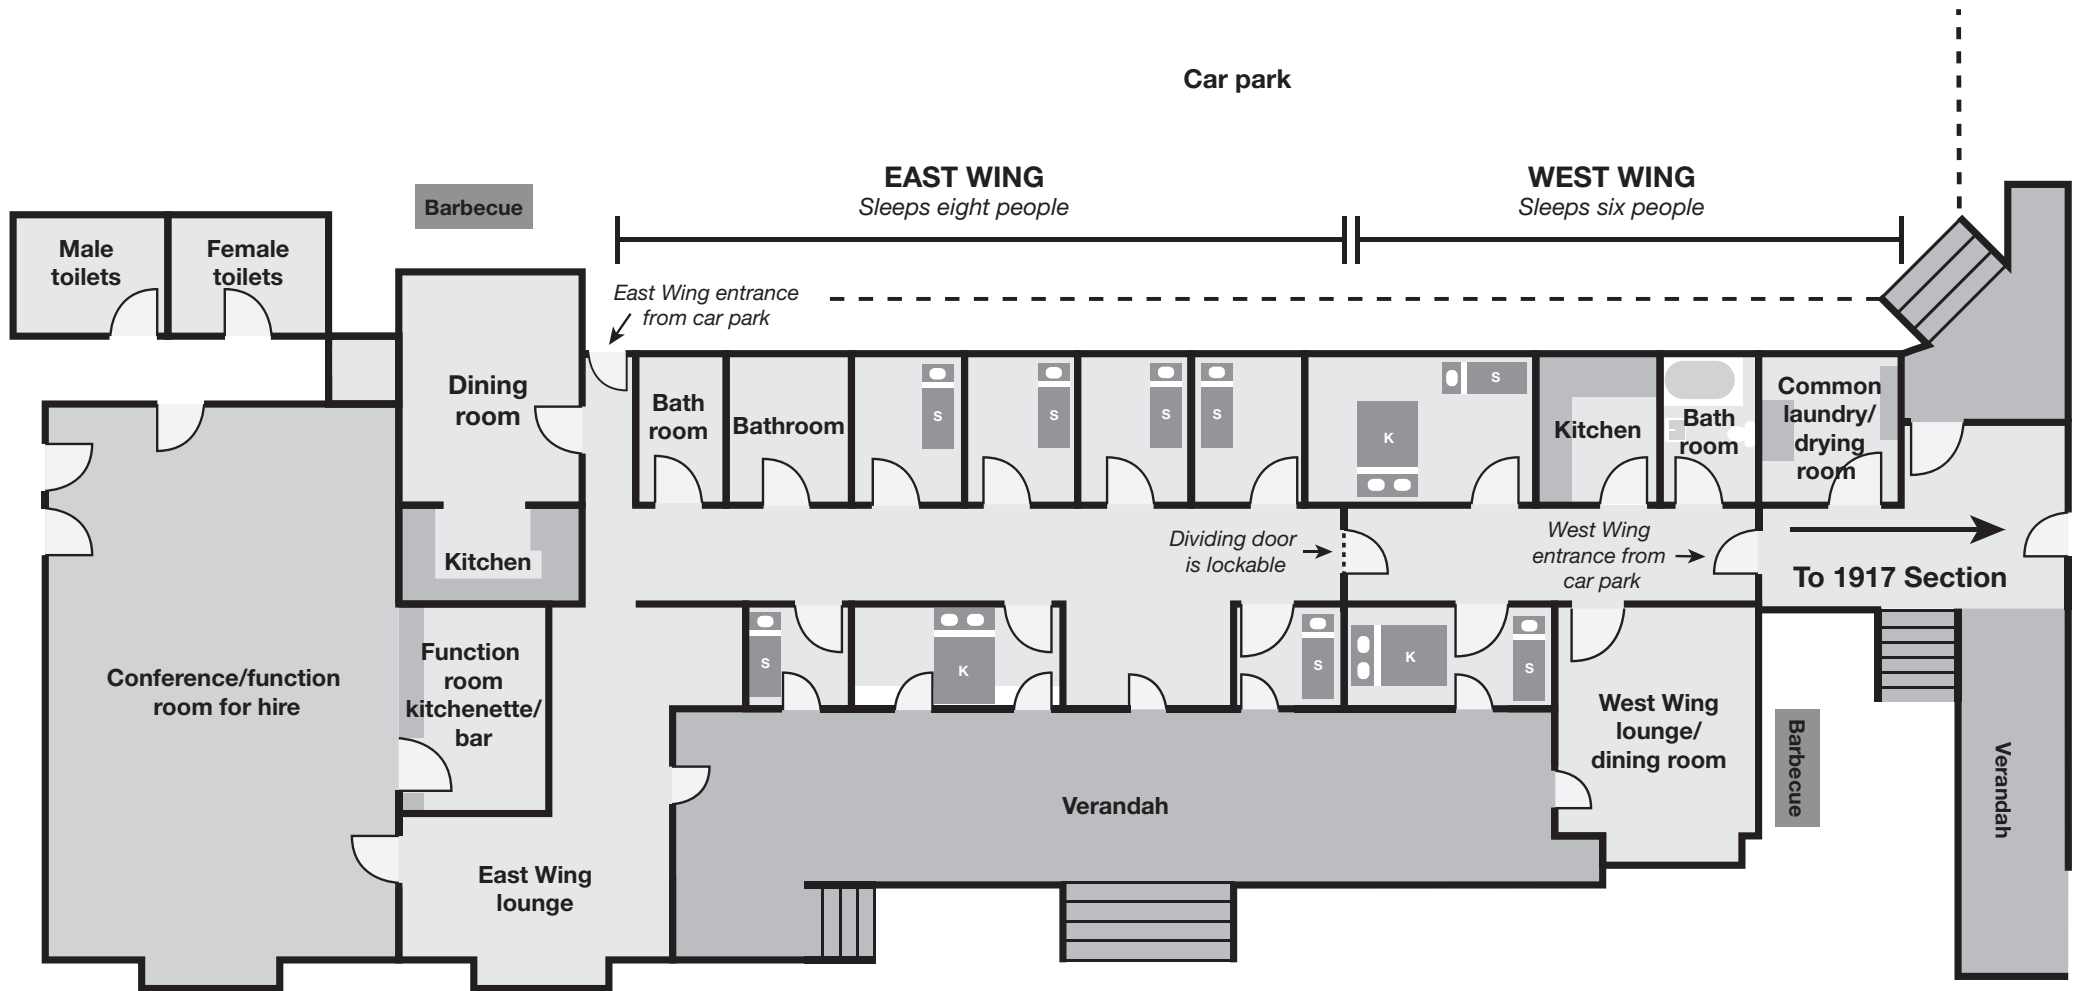 Car park
EAST WING
Sleeps eight people
WEST WING
Sleeps six people
Barbecue
Male
toilets
Female
toilets
East Wing entrance
from car park
Dining
room
Bath
room
Bathroom
S
S
S
S
K
S
Kitchen
Bath
room
Common
laundry/
drying
room
Kitchen
Dividing door
is lockable
West Wing
entrance from
car park
To 1917 Section
Conference/function
room for hire
Function
room
kitchenette/
bar
S
K
S
K
S
West Wing
lounge/
dining room
Barbecue
Verandah
Verandah
East Wing
lounge